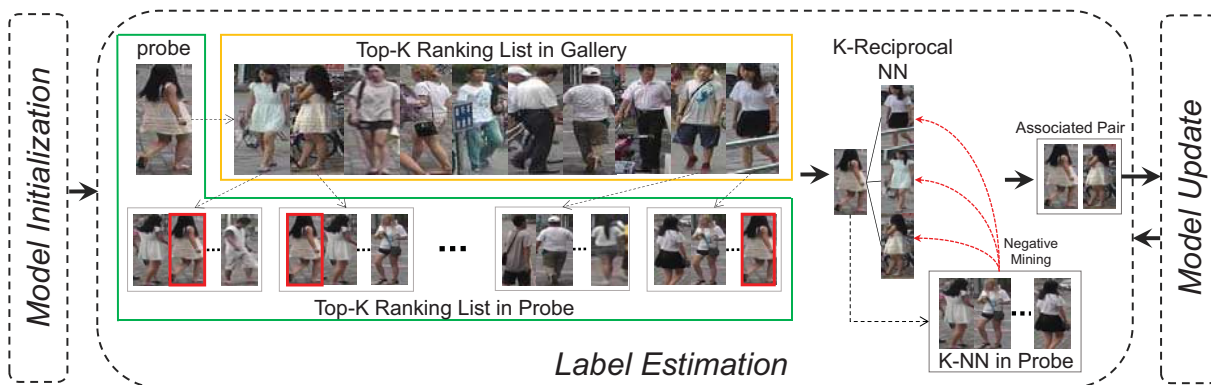 Model Initialization
probe
Top-K Ranking List in Gallery
Top-K Ranking List in Probe
K-Reciprocal
NN
Associated Pair
Negative
Mining
K-NN in Probe
Label Estimation
Model Update